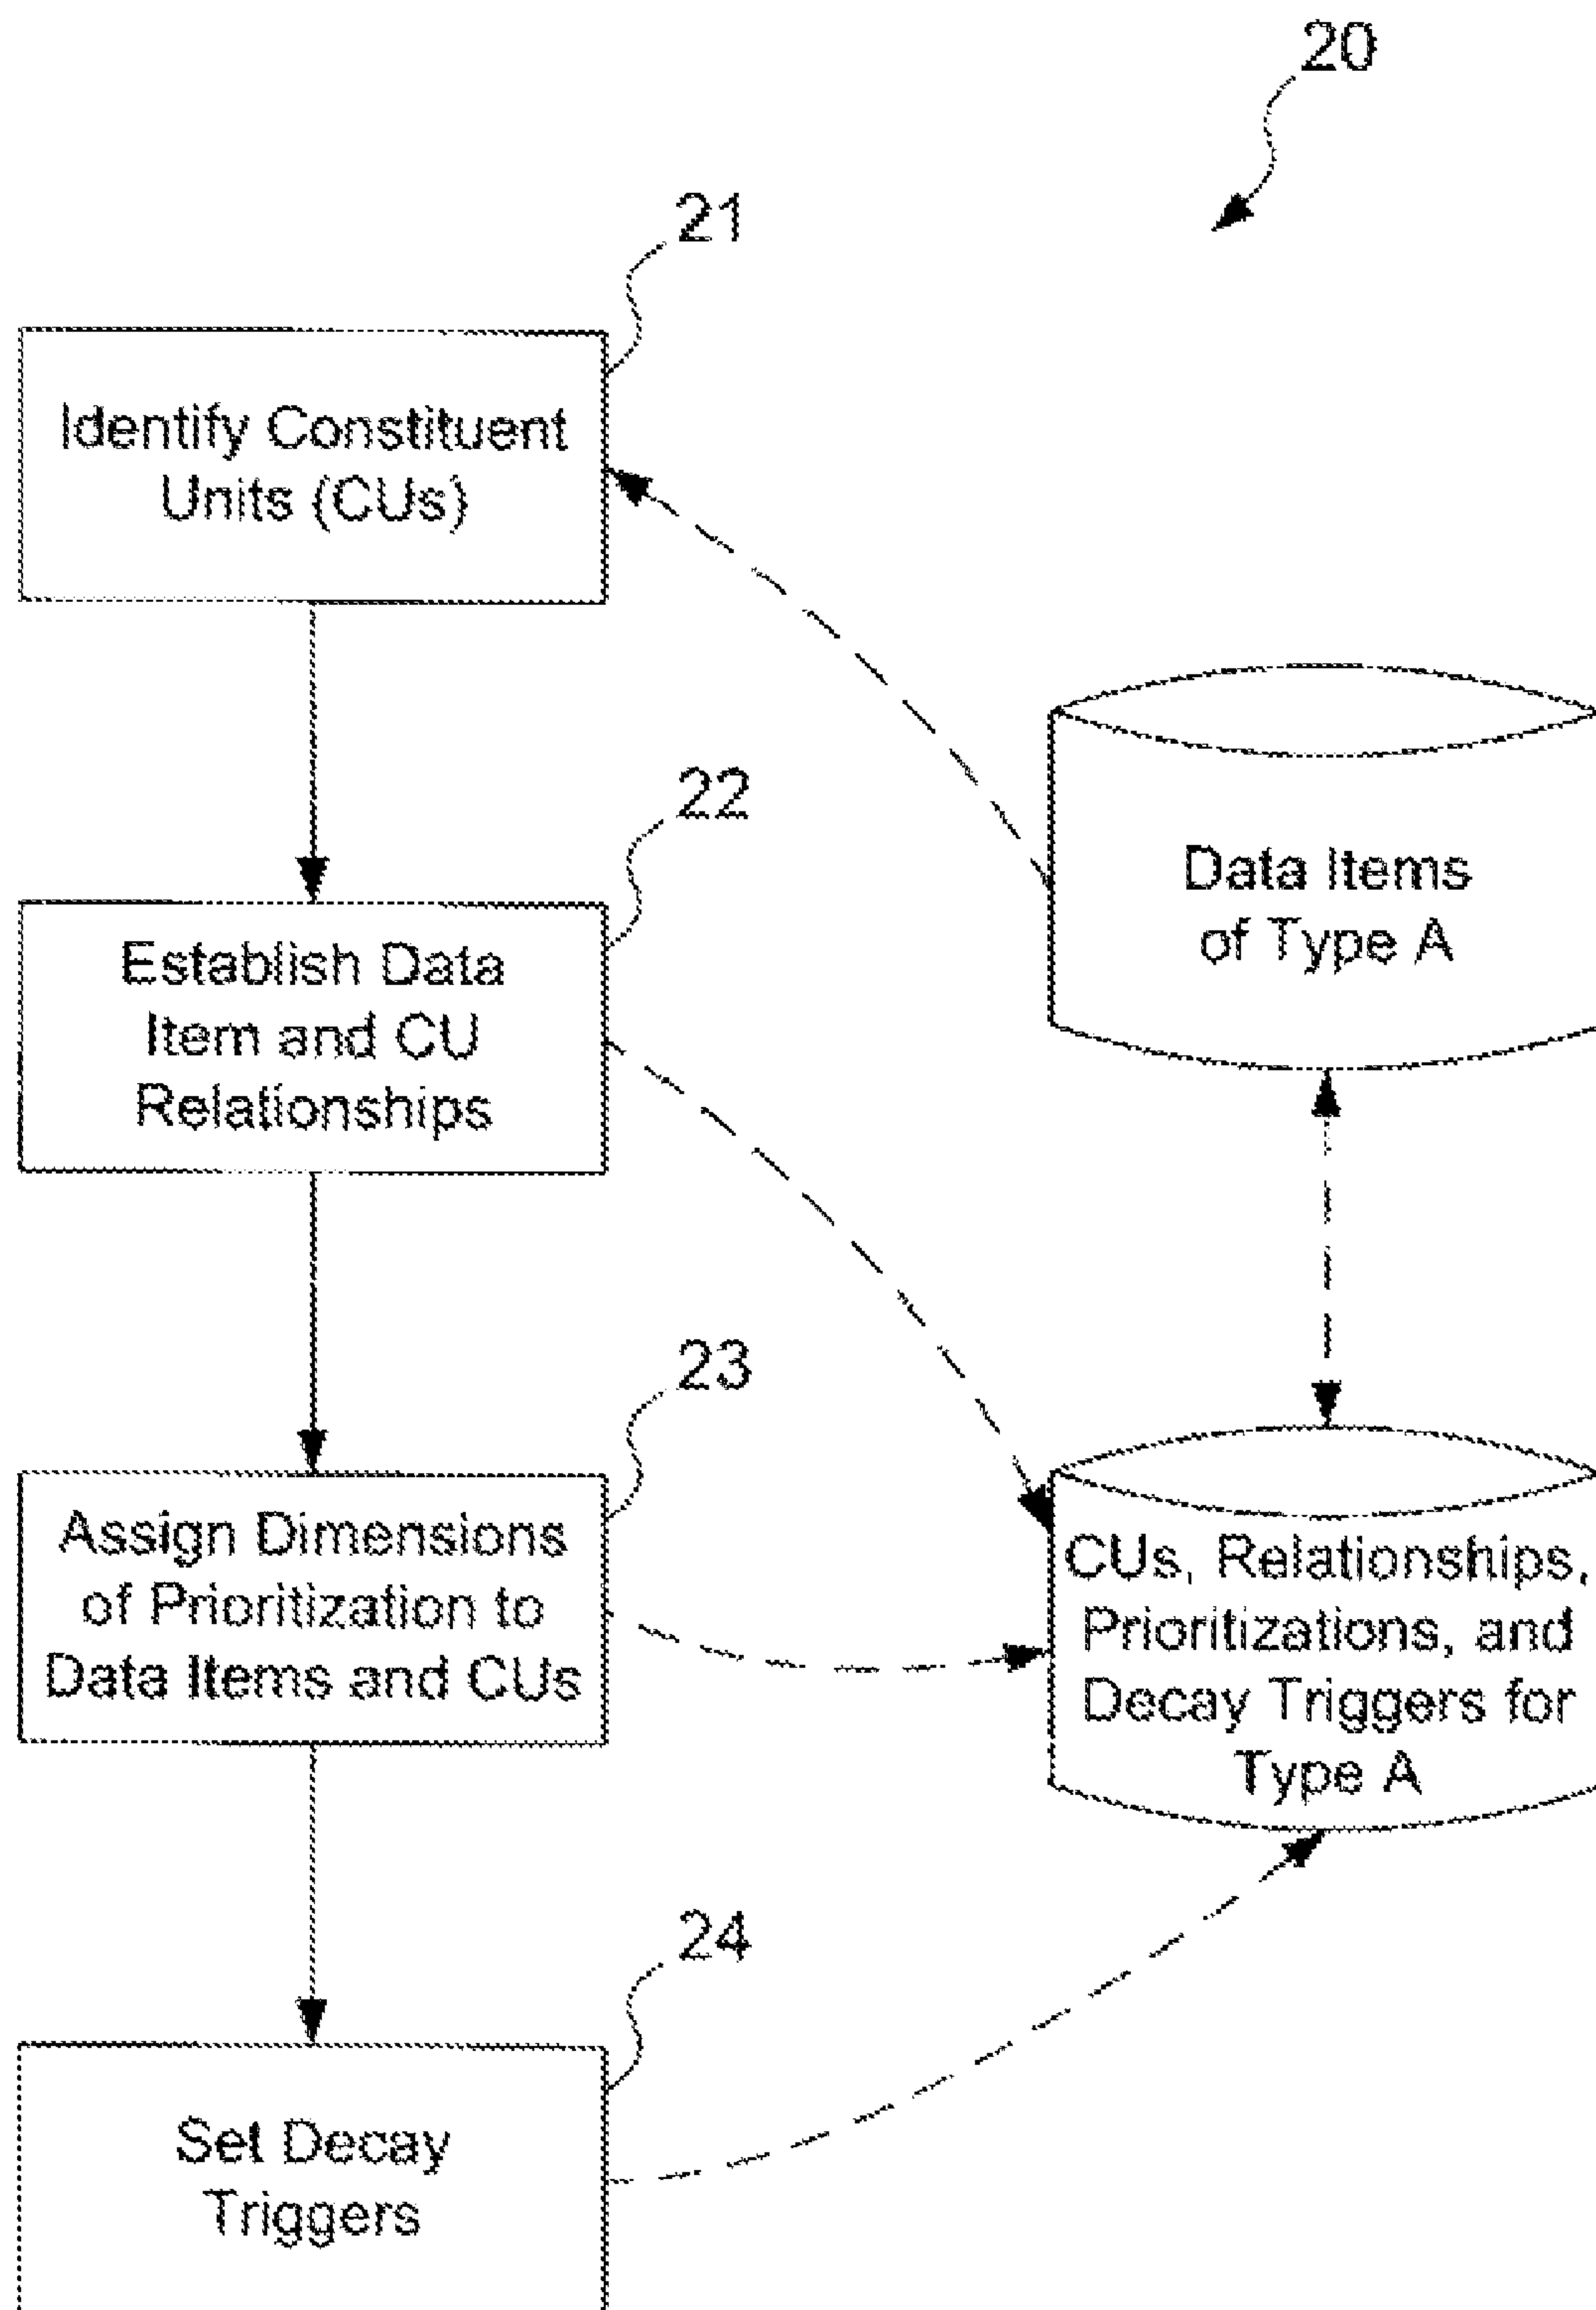 20
21
Identify Constituent
Units (CUs)
22
Establish Data
Item and CU
Relationships
Data Items
of Type A
23
Assign Dimensions
of Prioritization to
Data Items and CUs
CUs, Relationships,
Prioritizations, and
Decay Triggers for
Type A
24
Set Decay
Triggers